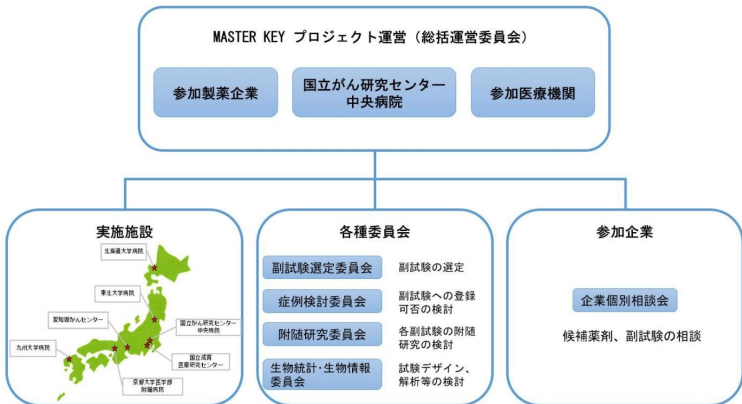 MASTER KEY プロジェクト運営（総括運営委員会）
参加製薬企業
国立がん研究センター
中央病院
参加医療機関
実施施設
北海道大学病院
東北大学病院
愛知県がんセンター
国立がん研究センター
中央病院
九州大学病院
国立成育
医療研究センター
京都大学医学部
附属病院
各種委員会
副試験選定委員会
副試験の選定
症例検討委員会
副試験への登録
可否の検討
附随研究委員会
各副試験の附随
研究の検討
生物統計･生物情報
委員会
試験デザイン、
解析等の検討
参加企業
企業個別相談会
候補薬剤、副試験の相談